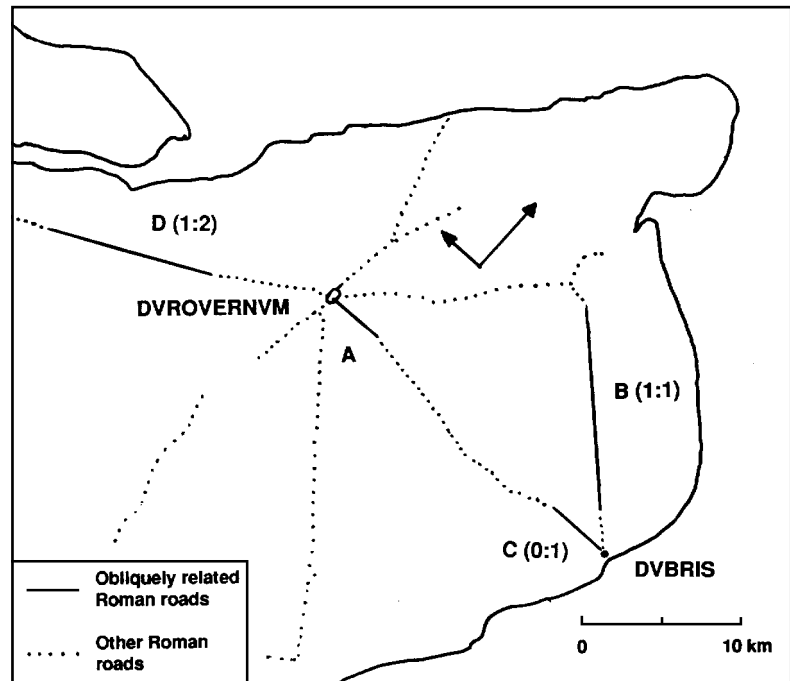 D (1:2)
DVROVERNVM
A
B (1:1)
C (0:1)
DVBRIS
Obliquely related
Roman roads
Other Roman
roads
0 10 km